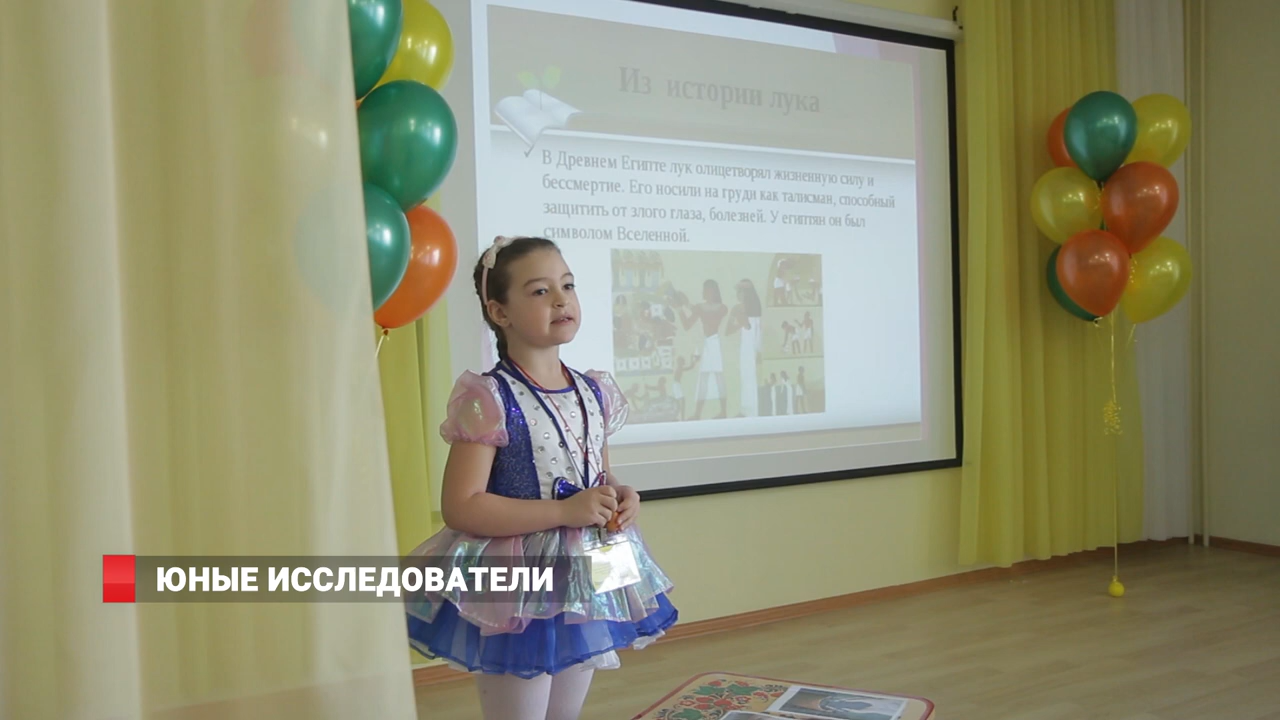 Из истории лука
В Древнем Египте лук олицетворял жизненную силу и
бессмертие. Его носили на груди как талисман, способный
защитить от злого глаза, болезней. У египтян он был
символом Вселенной.
ЮНЫЕ ИССЛЕДОВАТЕЛИ